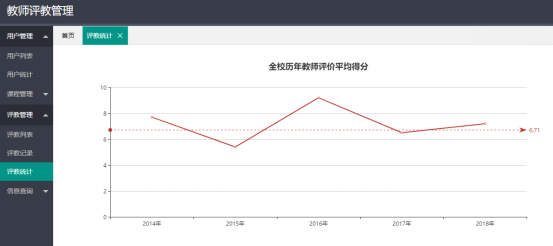 教师评教管理
用户管理
首页
评教统计
用户列表
用户统计
课程管理
评教管理
评教列表
评教记录
评教统计
信息查询
全校历年教师评价平均得分
10
8
6
4
2
0
6.71
2014年
2015年
2016年
2017年
2018年